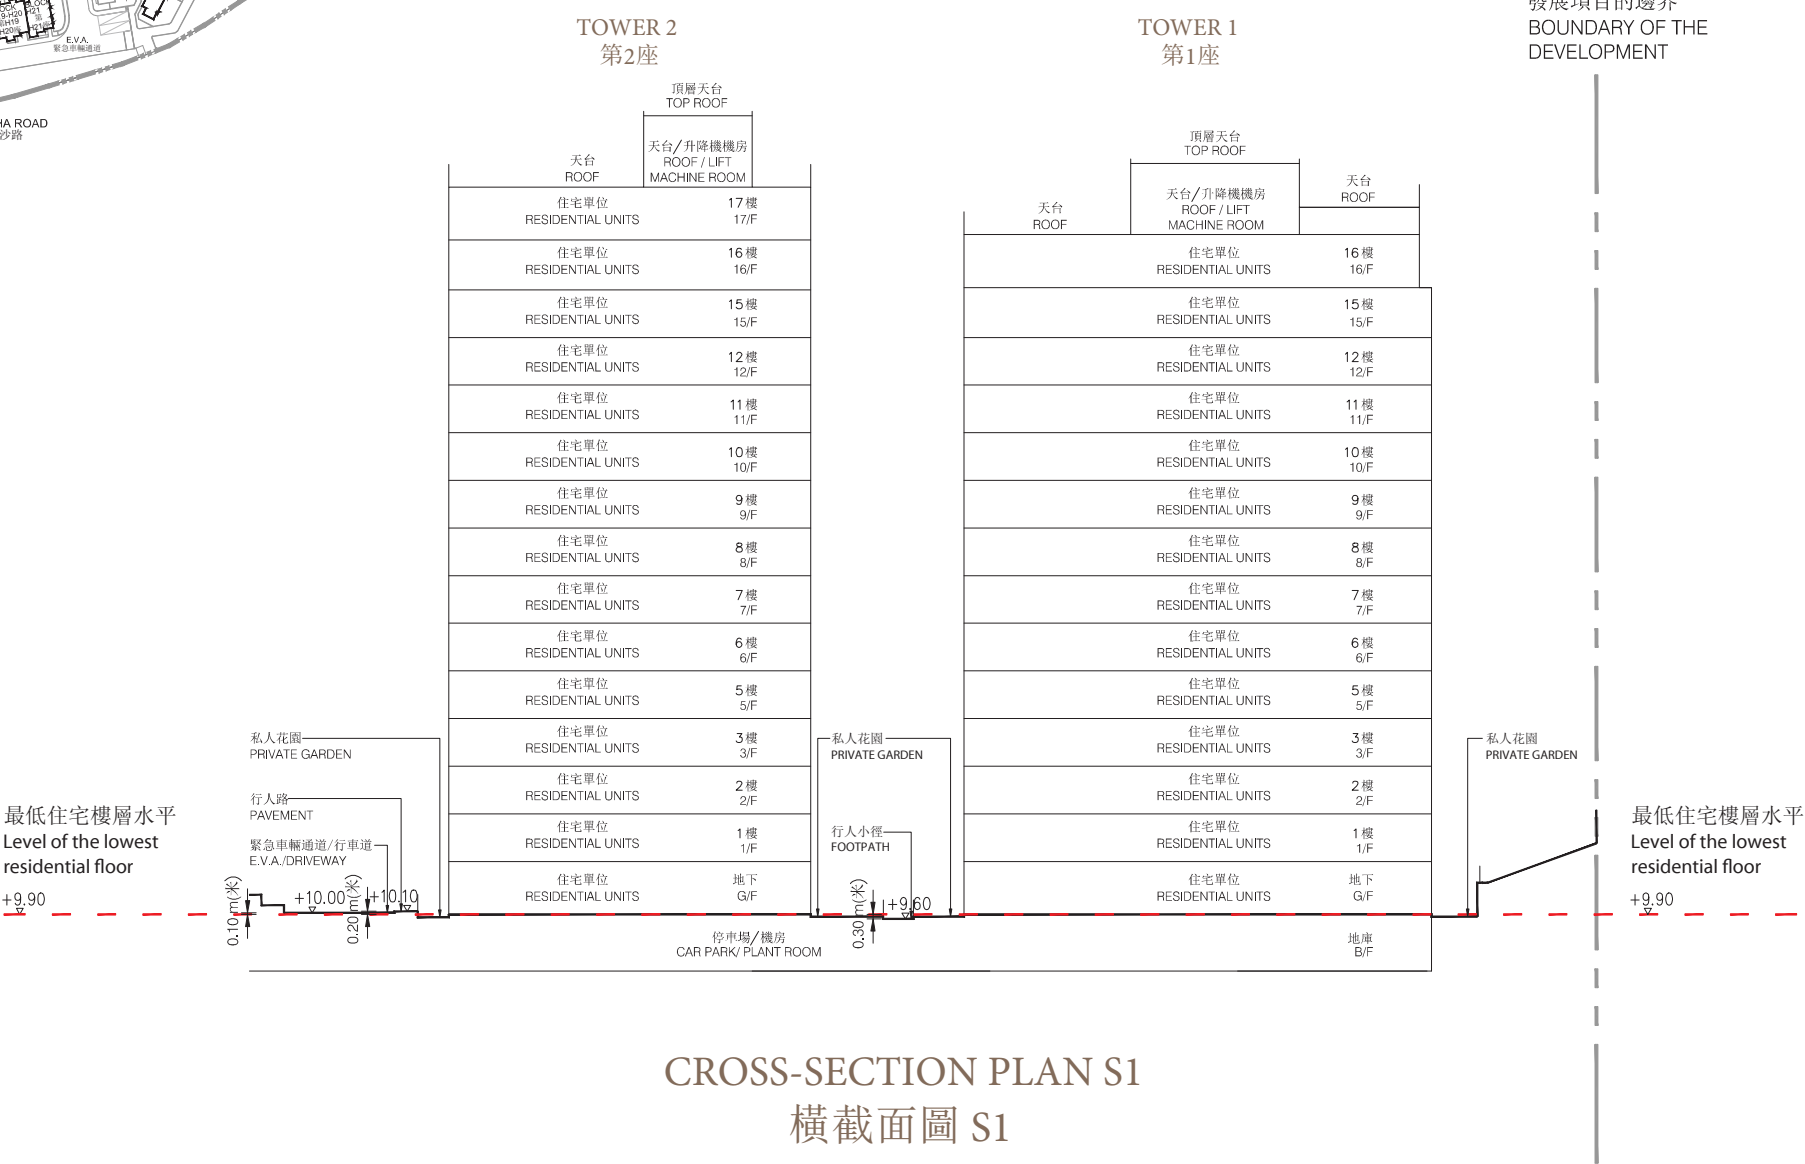 E.V.A.
緊急車輛通道
HA ROAD
沙路
TOWER 2
第2座
TOWER 1
第1座
發展項目的邊界
BOUNDARY OF THE
DEVELOPMENT
頂層天台
TOP ROOF
天台/升降機機房
ROOF / LIFT
MACHINE ROOM
天台
ROOF
住宅單位
RESIDENTIAL UNITS
17樓
17/F
住宅單位
RESIDENTIAL UNITS
16樓
16/F
住宅單位
RESIDENTIAL UNITS
15樓
15/F
住宅單位
RESIDENTIAL UNITS
12樓
12/F
住宅單位
RESIDENTIAL UNITS
11樓
11/F
住宅單位
RESIDENTIAL UNITS
10樓
10/F
住宅單位
RESIDENTIAL UNITS
9樓
9/F
住宅單位
RESIDENTIAL UNITS
8樓
8/F
住宅單位
RESIDENTIAL UNITS
7樓
7/F
住宅單位
RESIDENTIAL UNITS
6樓
6/F
住宅單位
RESIDENTIAL UNITS
5樓
5/F
住宅單位
RESIDENTIAL UNITS
3樓
3/F
住宅單位
RESIDENTIAL UNITS
2樓
2/F
住宅單位
RESIDENTIAL UNITS
1樓
1/F
住宅單位
RESIDENTIAL UNITS
地下
G/F
頂層天台
TOP ROOF
天台/升降機機房
ROOF / LIFT
MACHINE ROOM
天台
ROOF
天台
ROOF
住宅單位
RESIDENTIAL UNITS
16樓
16/F
住宅單位
RESIDENTIAL UNITS
15樓
15/F
住宅單位
RESIDENTIAL UNITS
12樓
12/F
住宅單位
RESIDENTIAL UNITS
11樓
11/F
住宅單位
RESIDENTIAL UNITS
10樓
10/F
住宅單位
RESIDENTIAL UNITS
9樓
9/F
住宅單位
RESIDENTIAL UNITS
8樓
8/F
住宅單位
RESIDENTIAL UNITS
7樓
7/F
住宅單位
RESIDENTIAL UNITS
6樓
6/F
住宅單位
RESIDENTIAL UNITS
5樓
5/F
住宅單位
RESIDENTIAL UNITS
3樓
3/F
住宅單位
RESIDENTIAL UNITS
2樓
2/F
住宅單位
RESIDENTIAL UNITS
1樓
1/F
住宅單位
RESIDENTIAL UNITS
地下
G/F
停車場/機房
CAR PARK/ PLANT ROOM
地庫
B/F
私人花園
PRIVATE GARDEN
行人路
PAVEMENT
緊急車輛通道/行車道
E.V.A./DRIVEWAY
0.10m(米)
+10.00
0.20m(米)
+10.10
私人花園
PRIVATE GARDEN
行人小徑
FOOTPATH
0.30m(米)
+9.60
私人花園
PRIVATE GARDEN
最低住宅樓層水平
Level of the lowest
residential floor
+9.90
最低住宅樓層水平
Level of the lowest
residential floor
+9.90
CROSS-SECTION PLAN S1
橫截面圖 S1